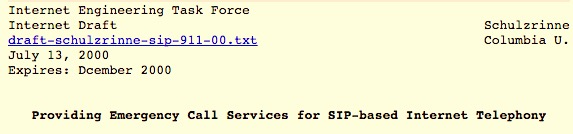 Internet Engineering Task Force
Internet Draft Schulzrinne
draft-schulzrinne-sip-911-00.txt Columbia U.
July 13, 2000
Expires: Dcember 2000
Providing Emergency Call Services for SIP-based Internet Telephony